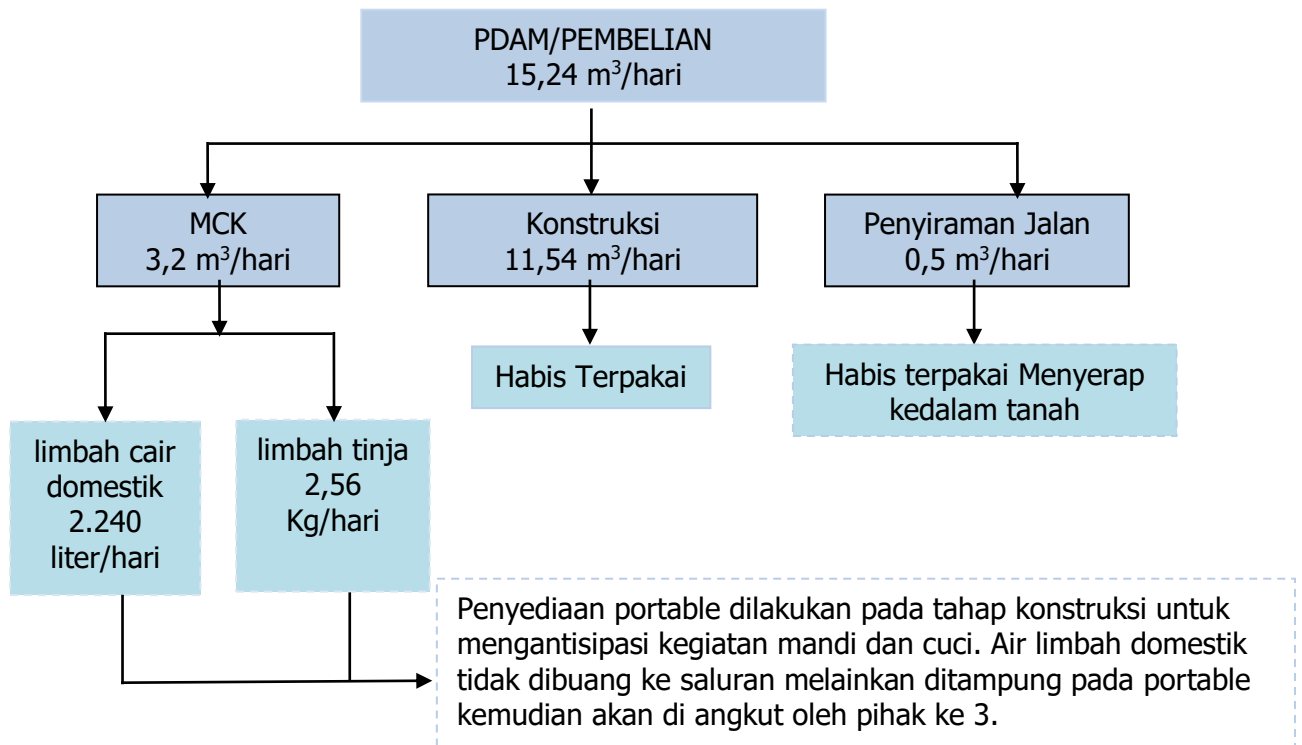 PDAM/PEMBELIAN
15,24 m³/hari
MCK
3,2 m³/hari
Konstruksi
11,54 m³/hari
Penyiraman Jalan
0,5 m³/hari
Habis Terpakai
Habis terpakai Menyerap
kedalam tanah
limbah cair
domestik
2.240
liter/hari
limbah tinja
2,56
Kg/hari
Penyediaan portable dilakukan pada tahap konstruksi untuk
mengantisipasi kegiatan mandi dan cuci. Air limbah domestik
tidak dibuang ke saluran melainkan ditampung pada portable
kemudian akan di angkut oleh pihak ke 3.